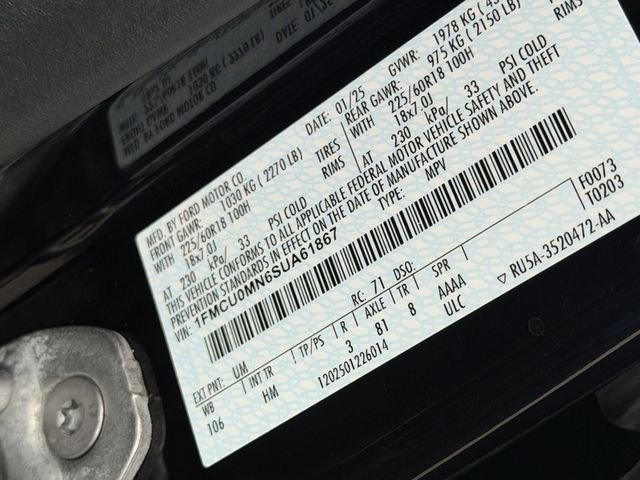 MFD. BY FORD MOTOR CO.
DATE: 01/25 GVWR: 1978 KG
FRONT GAWR: 1030 KG ( 2270 LB) REAR GAWR: 975 KG ( 2150 LB)
WITH 225/60R18 100H TIRES WITH 225/60R18 100H
18x7.0J RIMS 18x7.0J RIMS
AT 230 kPa/ 33 PSI COLD AT 230 kPa/ 33 PSI COLD
THIS VEHICLE CONFORMS TO ALL APPLICABLE FEDERAL MOTOR VEHICLE SAFETY AND THEFT
PREVENTION STANDARDS IN EFFECT ON THE DATE OF MANUFACTURE SHOWN ABOVE.
VIN: 1FMCU0MN6SUA61867 TYPE: MPV
F0073
T0203
EXT PNT: UM RC: 71 DSO:
WB INT TR TP/PS R AXLE TR SPR
106 HM 3 81 8 AAAA
1202501226014 ULC
▽ RU5A-3520472-AA